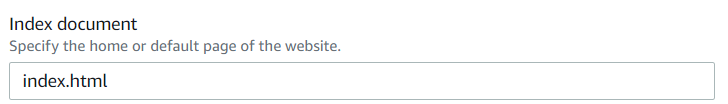 Index document
Specify the home or default page of the website.
index.html